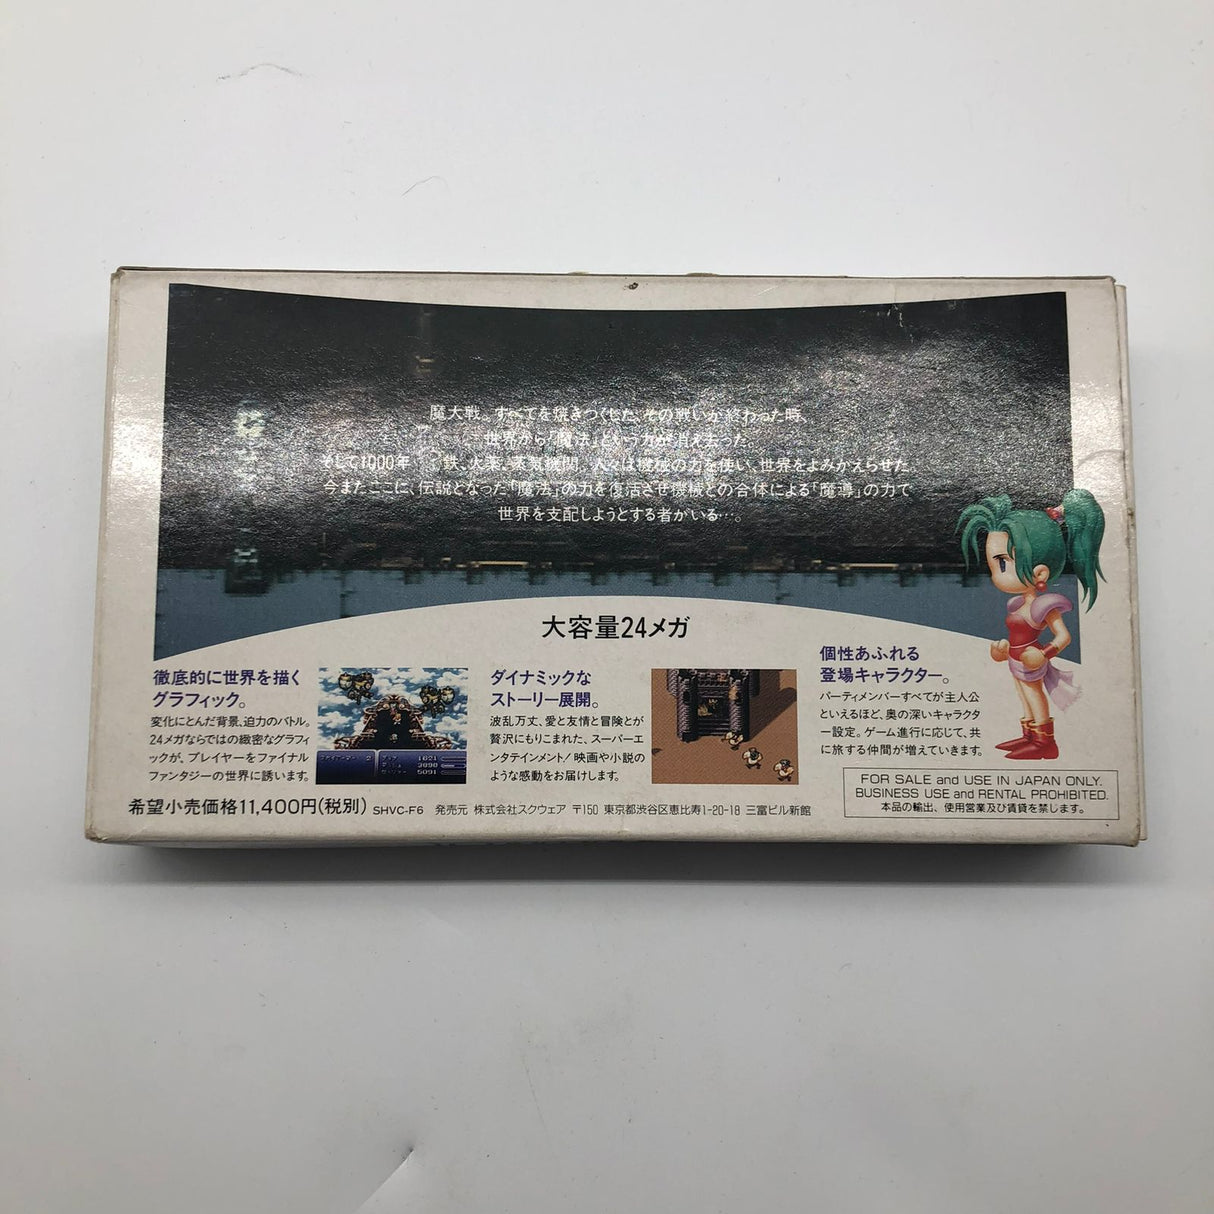 魔大戦。すべてを焼きつくした、その戦いが終わった時、
世界から「魔法」という力が消え去った。
そして1000年 鉄、火薬、蒸気機関。人々は機械の力を使い、世界をよみがえらせた。
今またここに、伝説となった「魔法」の力を復活させ機械との合体による「魔導」の力で
世界を支配しようとする者がいる…。
大容量24メガ
徹底的に世界を描く
グラフィック。
変化にとんだ背景、迫力のバトル。
24メガならではの緻密なグラフィ
ックが、プレイヤーをファイナル
ファンタジーの世界に誘います。
1021
3090
5091
ダイナミックな
ストーリー展開。
波乱万丈、愛と友情と冒険とが
贅沢にもりこまれた、スーパーエ
ンタテインメント!映画や小説の
ような感動をお届けします。
個性あふれる
登場キャラクター。
パーティメンバーすべてが主人公
といえるほど、奥の深いキャラクタ
ー設定。ゲーム進行に応じて、共
に旅する仲間が増えていきます。
FOR SALE and USE IN JAPAN ONLY.
BUSINESS USE and RENTAL PROHIBITED.
本品の輸出、使用営業及び賃貸を禁じます。
希望小売価格11,400円(税別) SHVC-F6 発売元 株式会社スクウェア 〒150 東京都渋谷区恵比寿1-20-18 三富ビル新館